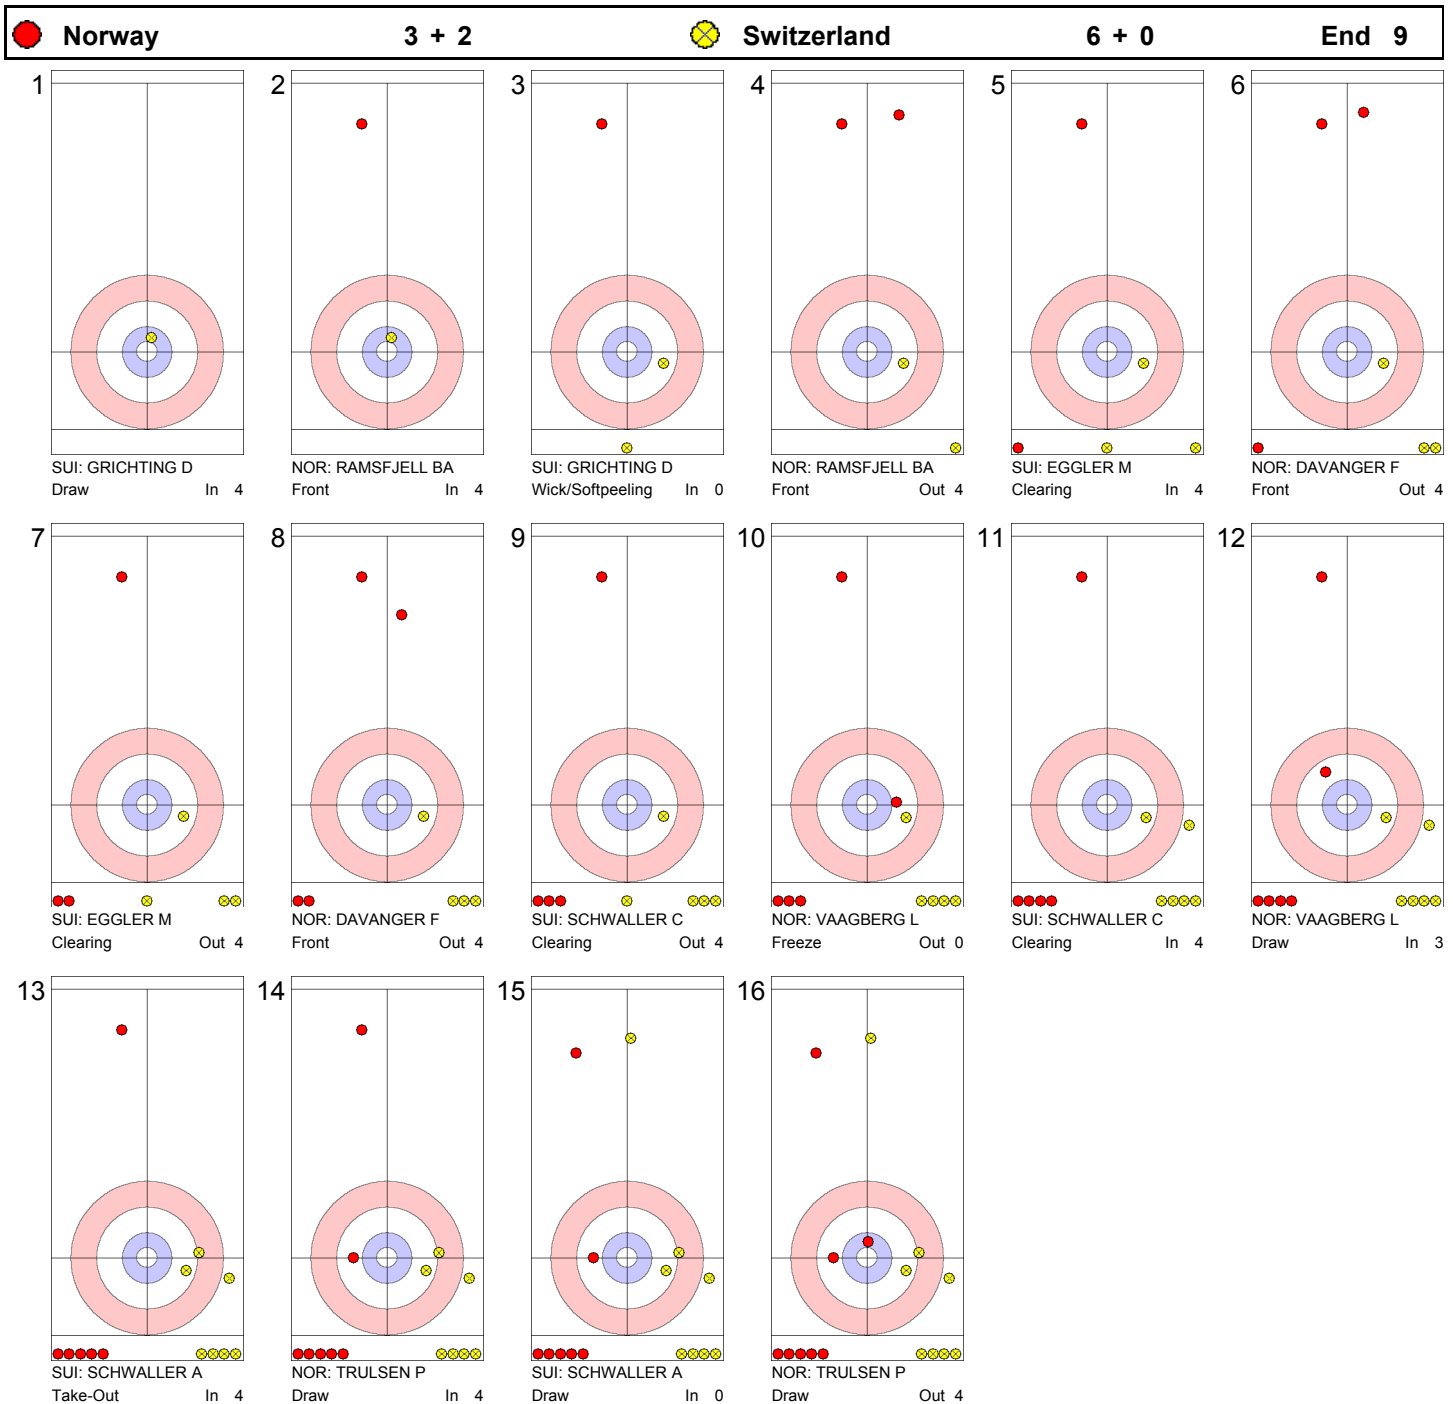 Norway 3 + 2 Switzerland 6 + 0 End 9
1 2 3 4 5 6
SUI: GRICHTING D NOR: RAMSFJELL BA SUI: GRICHTING D NOR: RAMSFJELL BA SUI: EGGLER M NOR: DAVANGER F
Draw In 4 Front In 4 Wick/Softpeeling In 0 Front Out 4 Clearing In 4 Front Out 4
7 8 9 10 11 12
SUI: EGGLER M NOR: DAVANGER F SUI: SCHWALLER C NOR: VAAGBERG L SUI: SCHWALLER C NOR: VAAGBERG L
Clearing Out 4 Front Out 4 Clearing Out 4 Freeze Out 0 Clearing In 4 Draw In 3
13 14 15 16
SUI: SCHWALLER A NOR: TRULSEN P SUI: SCHWALLER A NOR: TRULSEN P
Take-Out In 4 Draw In 4 Draw In 0 Draw Out 4